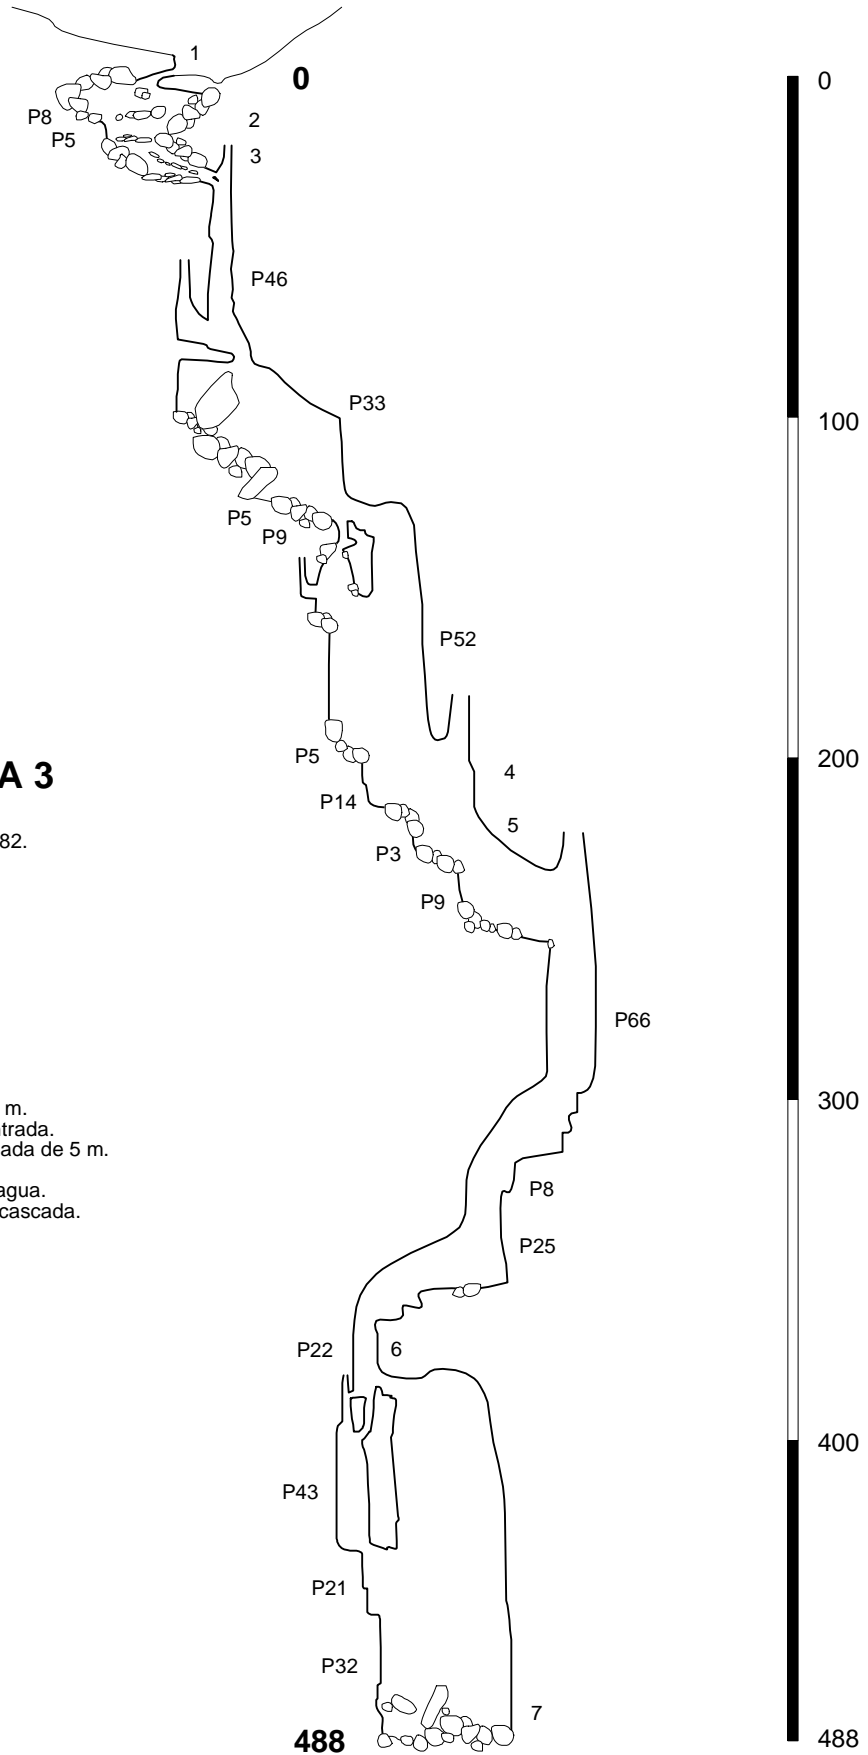 1
0
0
P8
2
P5
3
P46
P33
100
P5
P9
P52
200
P5
4
A 3
P14
5
82.
P3
P9
P66
300
m.
trada.
ada de 5 m.
P8
agua.
cascada.
P25
P22
6
400
P43
P21
P32
7
488
488